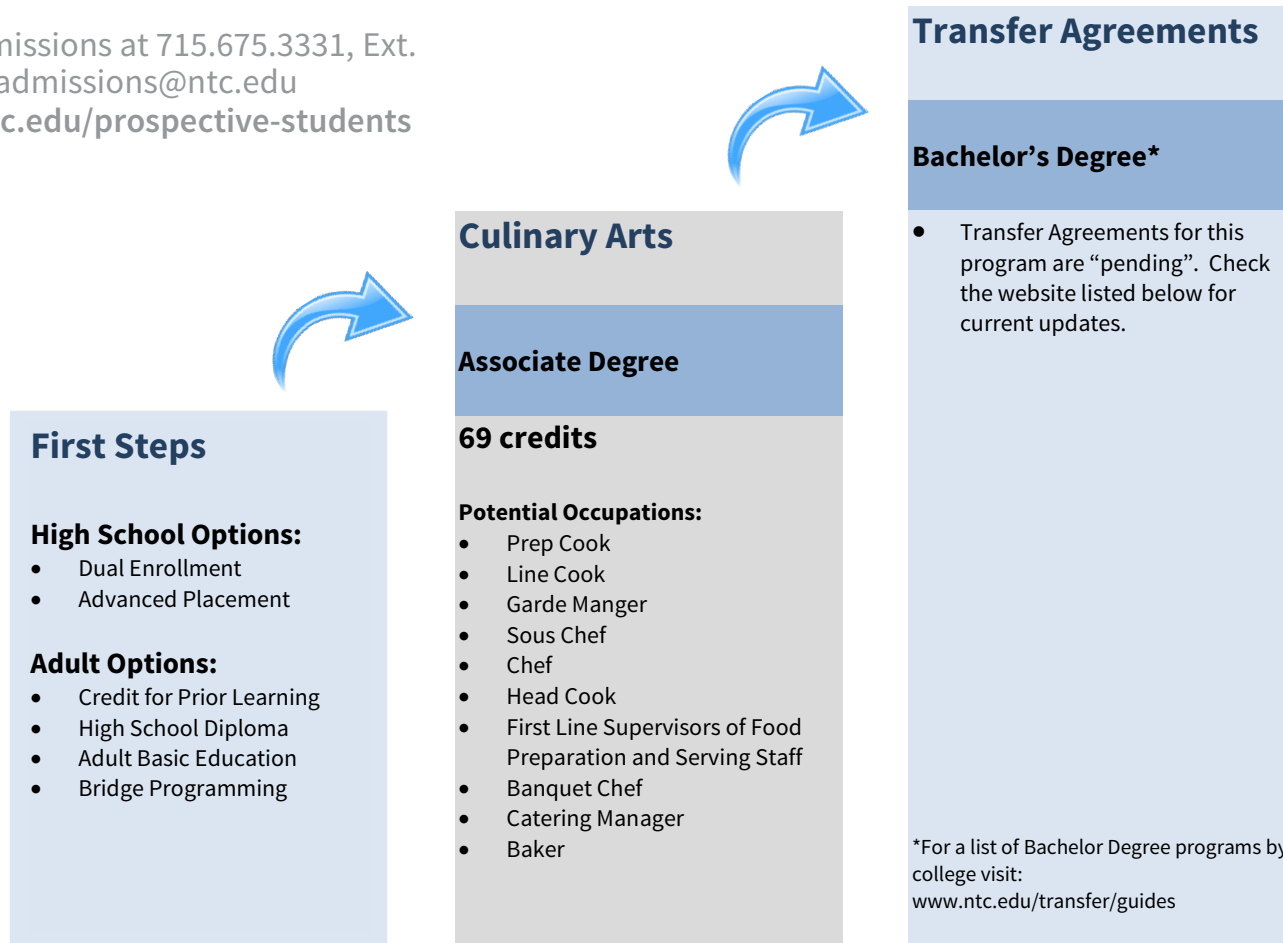 missions at 715.675.3331, Ext.
admissions@ntc.edu
c.edu/prospective-students
First Steps
High School Options:
• Dual Enrollment
• Advanced Placement
Adult Options:
• Credit for Prior Learning
• High School Diploma
• Adult Basic Education
• Bridge Programming
Culinary Arts
Associate Degree
69 credits
Potential Occupations:
• Prep Cook
• Line Cook
• Garde Manger
• Sous Chef
• Chef
• Head Cook
• First Line Supervisors of Food
Preparation and Serving Staff
• Banquet Chef
• Catering Manager
• Baker
Transfer Agreements
Bachelor’s Degree*
• Transfer Agreements for this
program are “pending”.  Check
the website listed below for
current updates.
*For a list of Bachelor Degree programs by
college visit:
www.ntc.edu/transfer/guides